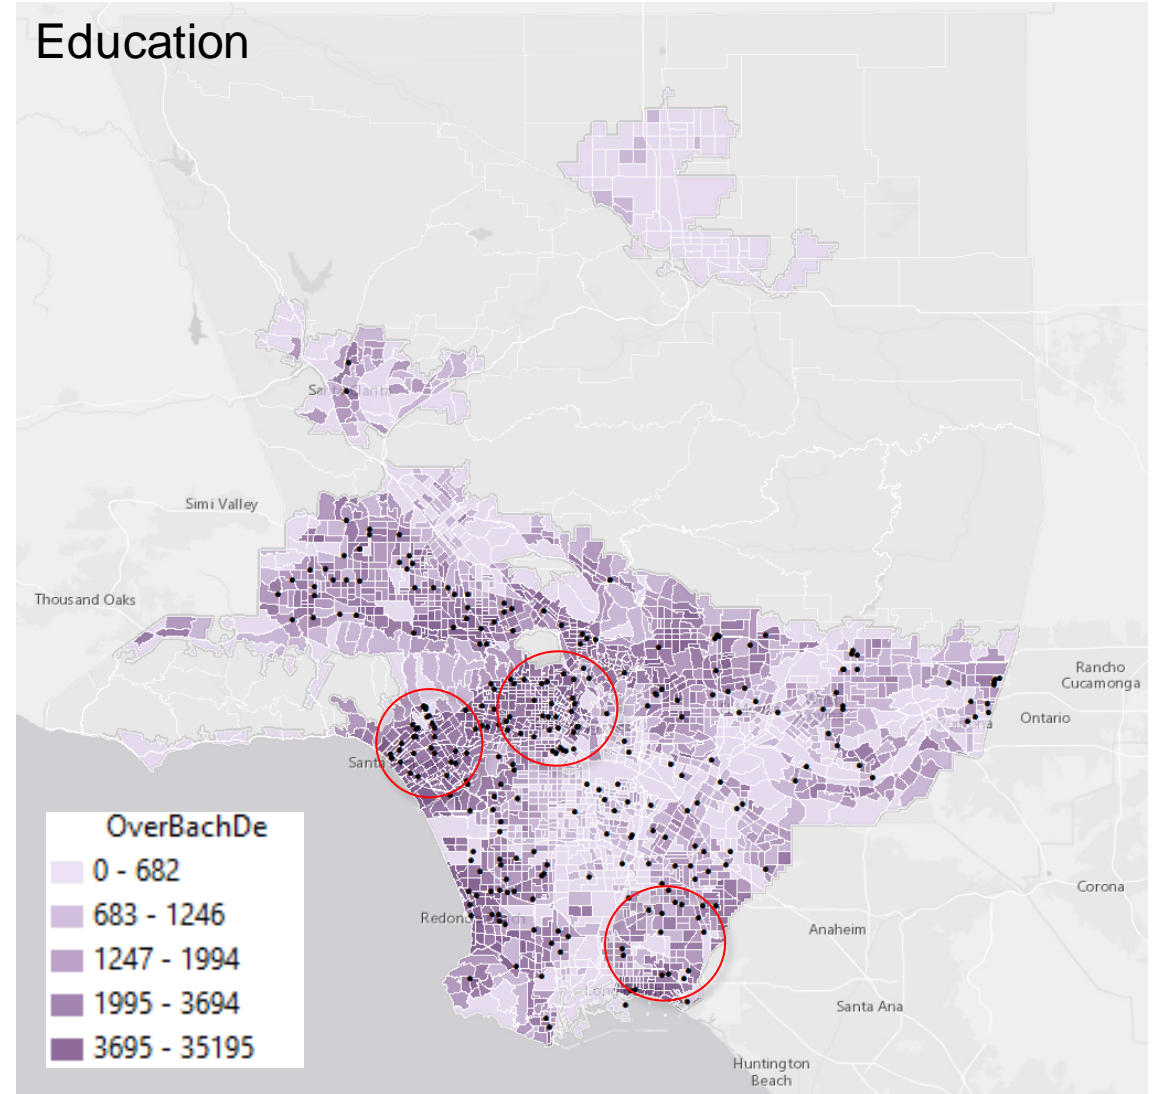 Education
Simi Valley
Thousand Oaks
Rancho
Cucamonga
Ontario
Santa
Corona
Anaheim
Santa Ana
Huntington
Beach
OverBachDe
0 - 682
683 - 1246
1247 - 1994
1995 - 3694
3695 - 35195